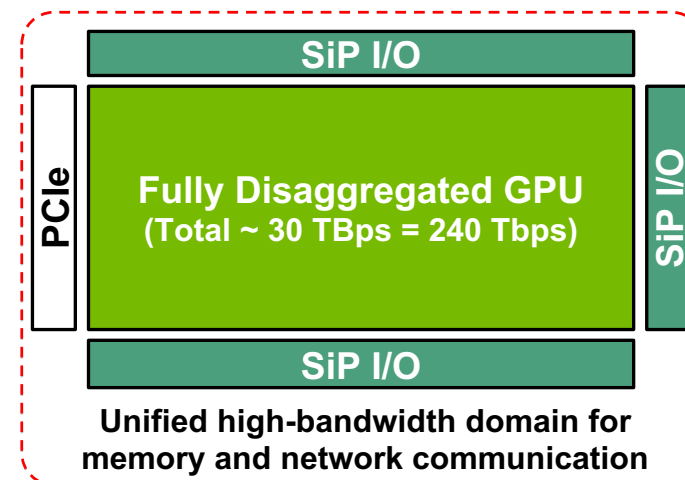 SiP I/O
PCIe
Fully Disaggregated GPU
(Total ~ 30 TBps = 240 Tbps)
SiP I/O
SiP I/O
Unified high-bandwidth domain for
memory and network communication